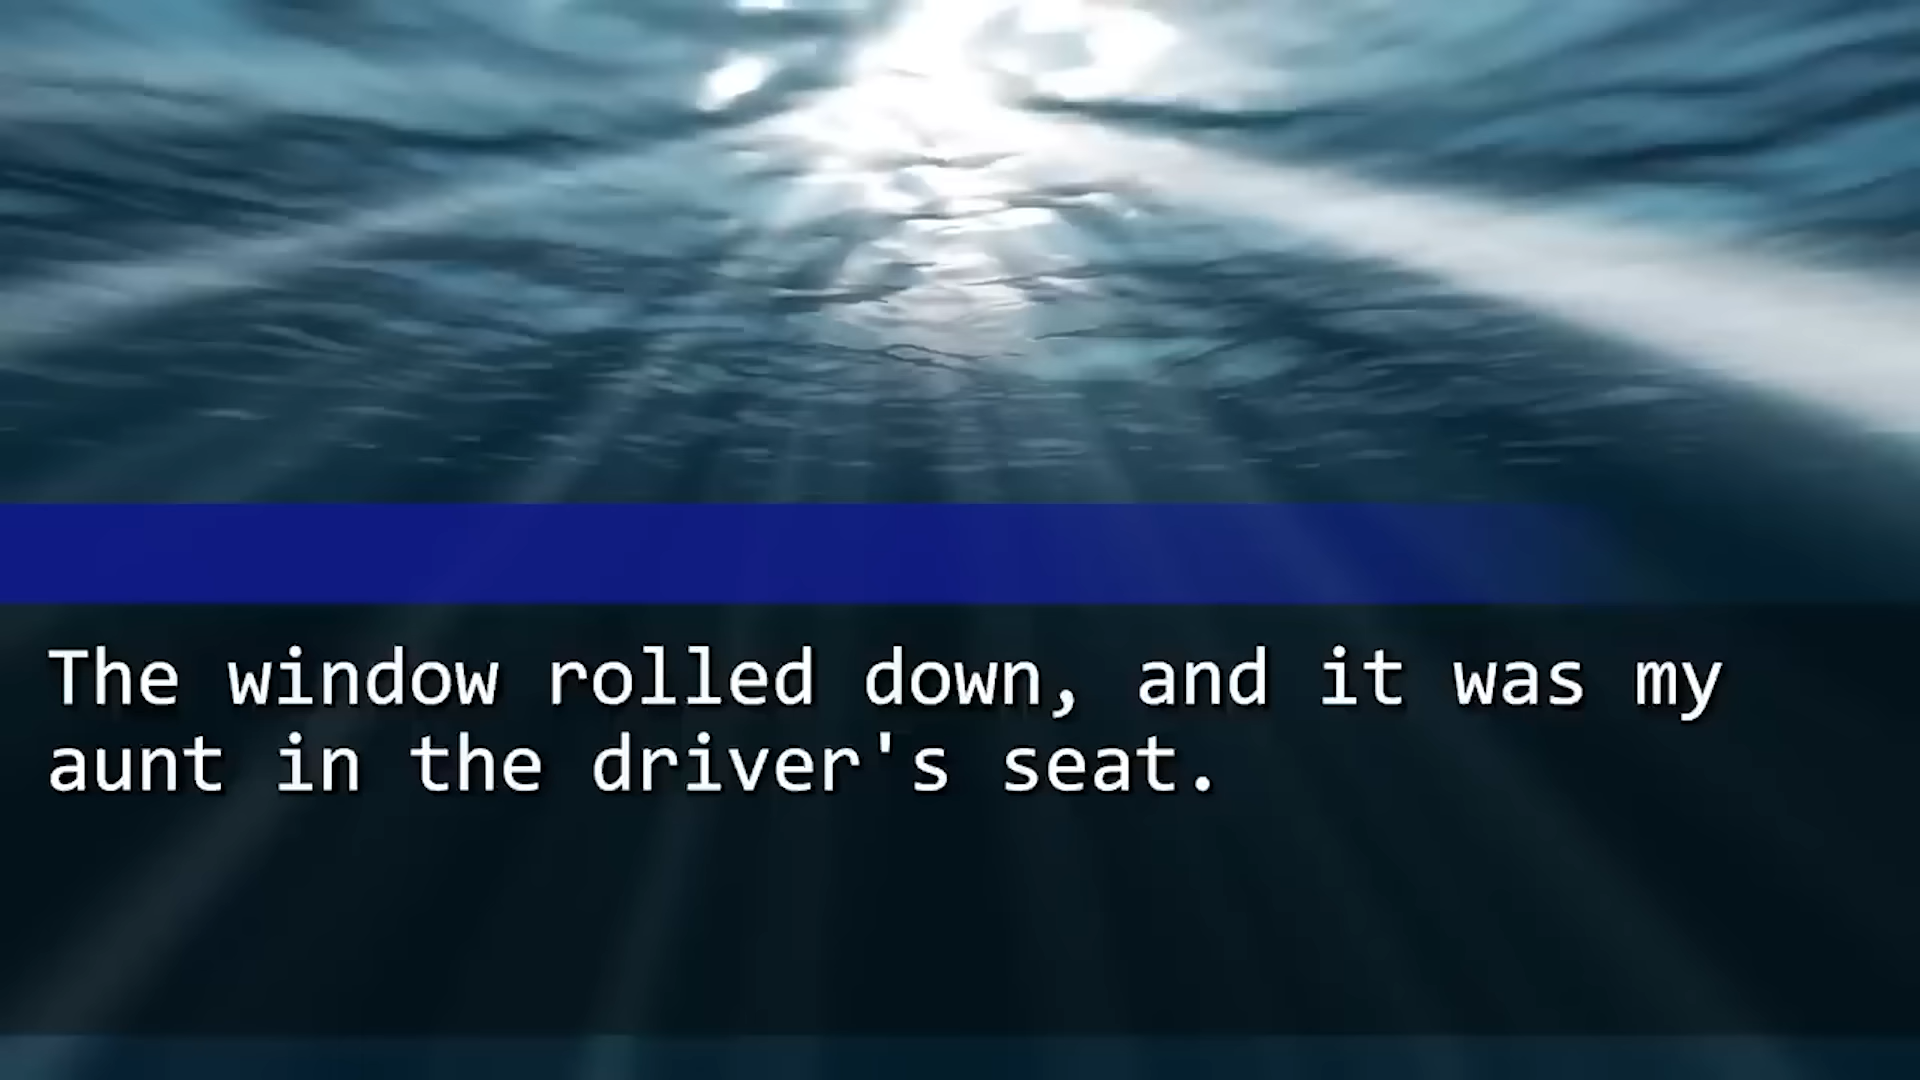 The window rolled down, and it was my
aunt in the driver's seat.